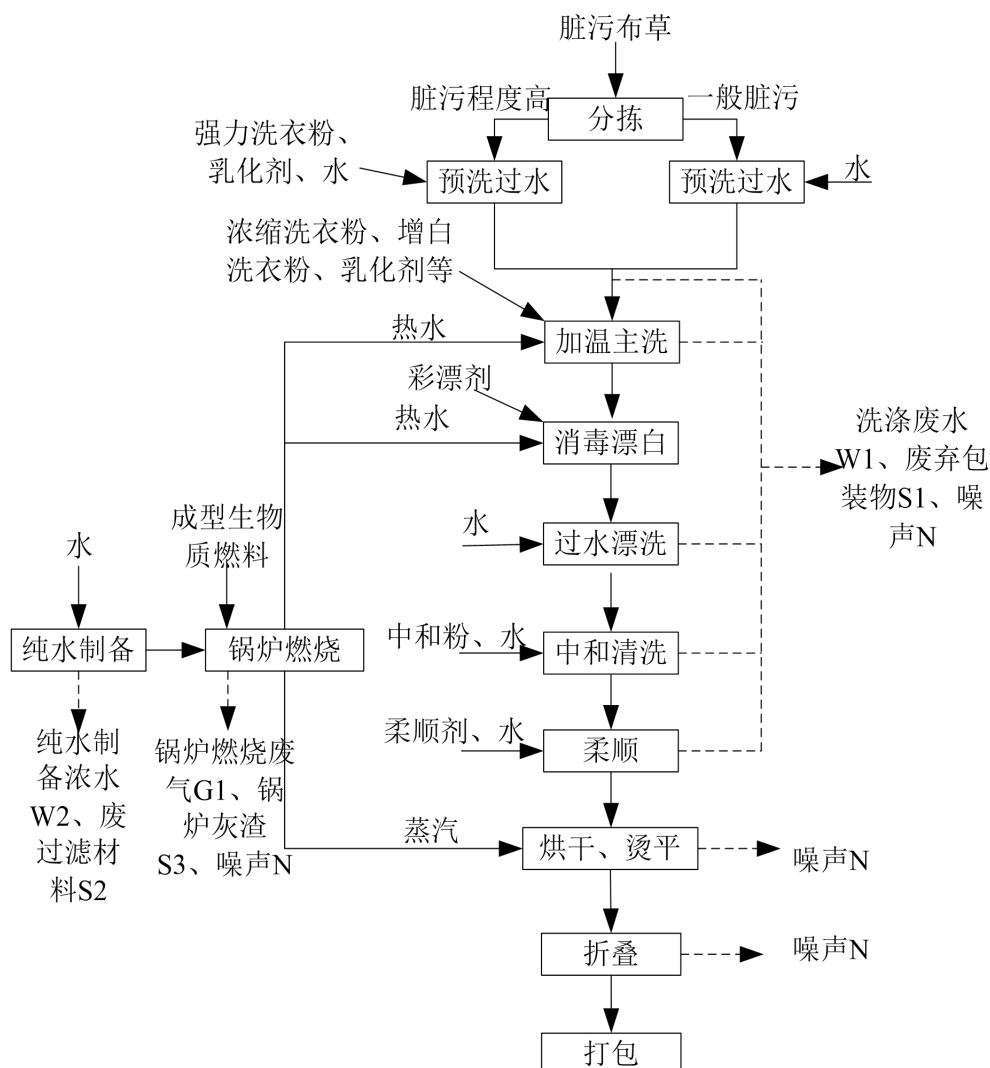 脏污布草
脏污程度高
一般脏污
分拣
强力洗衣粉、
乳化剂、水
预洗过水
预洗过水
水
浓缩洗衣粉、增白
洗衣粉、乳化剂等
热水
加温主洗
彩漂剂
热水
消毒漂白
洗涤废水
W1、废弃包
装物S1、噪
声N
成型生物
质燃料
水
水
过水漂洗
纯水制备
锅炉燃烧
中和粉、水
中和清洗
柔顺剂、水
柔顺
纯水制
备浓水
W2、废
过滤材
料S2
锅炉燃烧废
气G1、锅
炉灰渣
S3、噪声N
蒸汽
烘干、烫平
噪声N
折叠
噪声N
打包